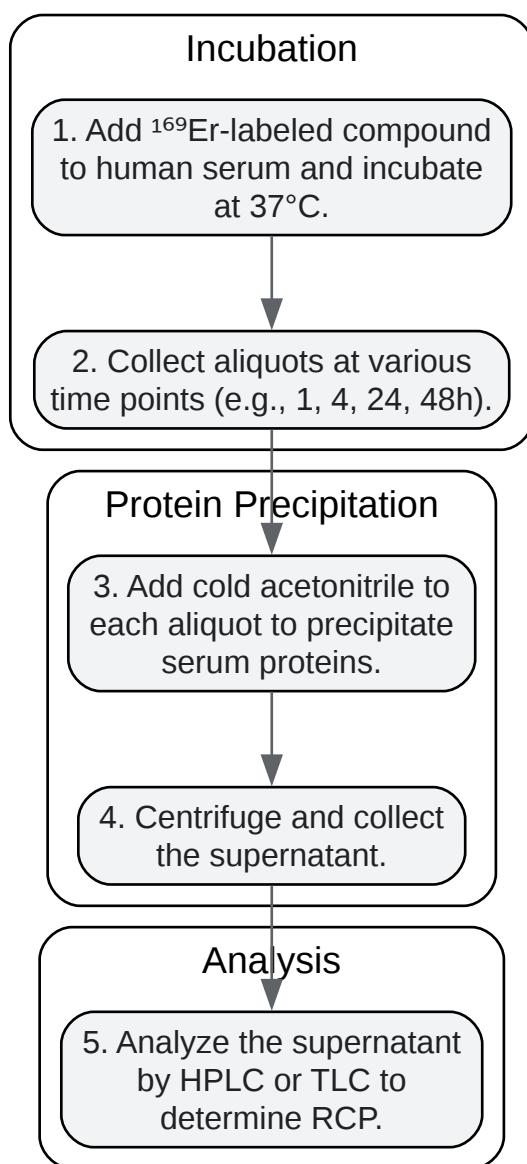 Incubation
1. Add ¹⁶⁹Er-labeled compound
to human serum and incubate
at 37°C.
2. Collect aliquots at various
time points (e.g., 1, 4, 24, 48h).
Protein Precipitation
3. Add cold acetonitrile to
each aliquot to precipitate
serum proteins.
4. Centrifuge and collect
the supernatant.
Analysis
5. Analyze the supernatant
by HPLC or TLC to
determine RCP.